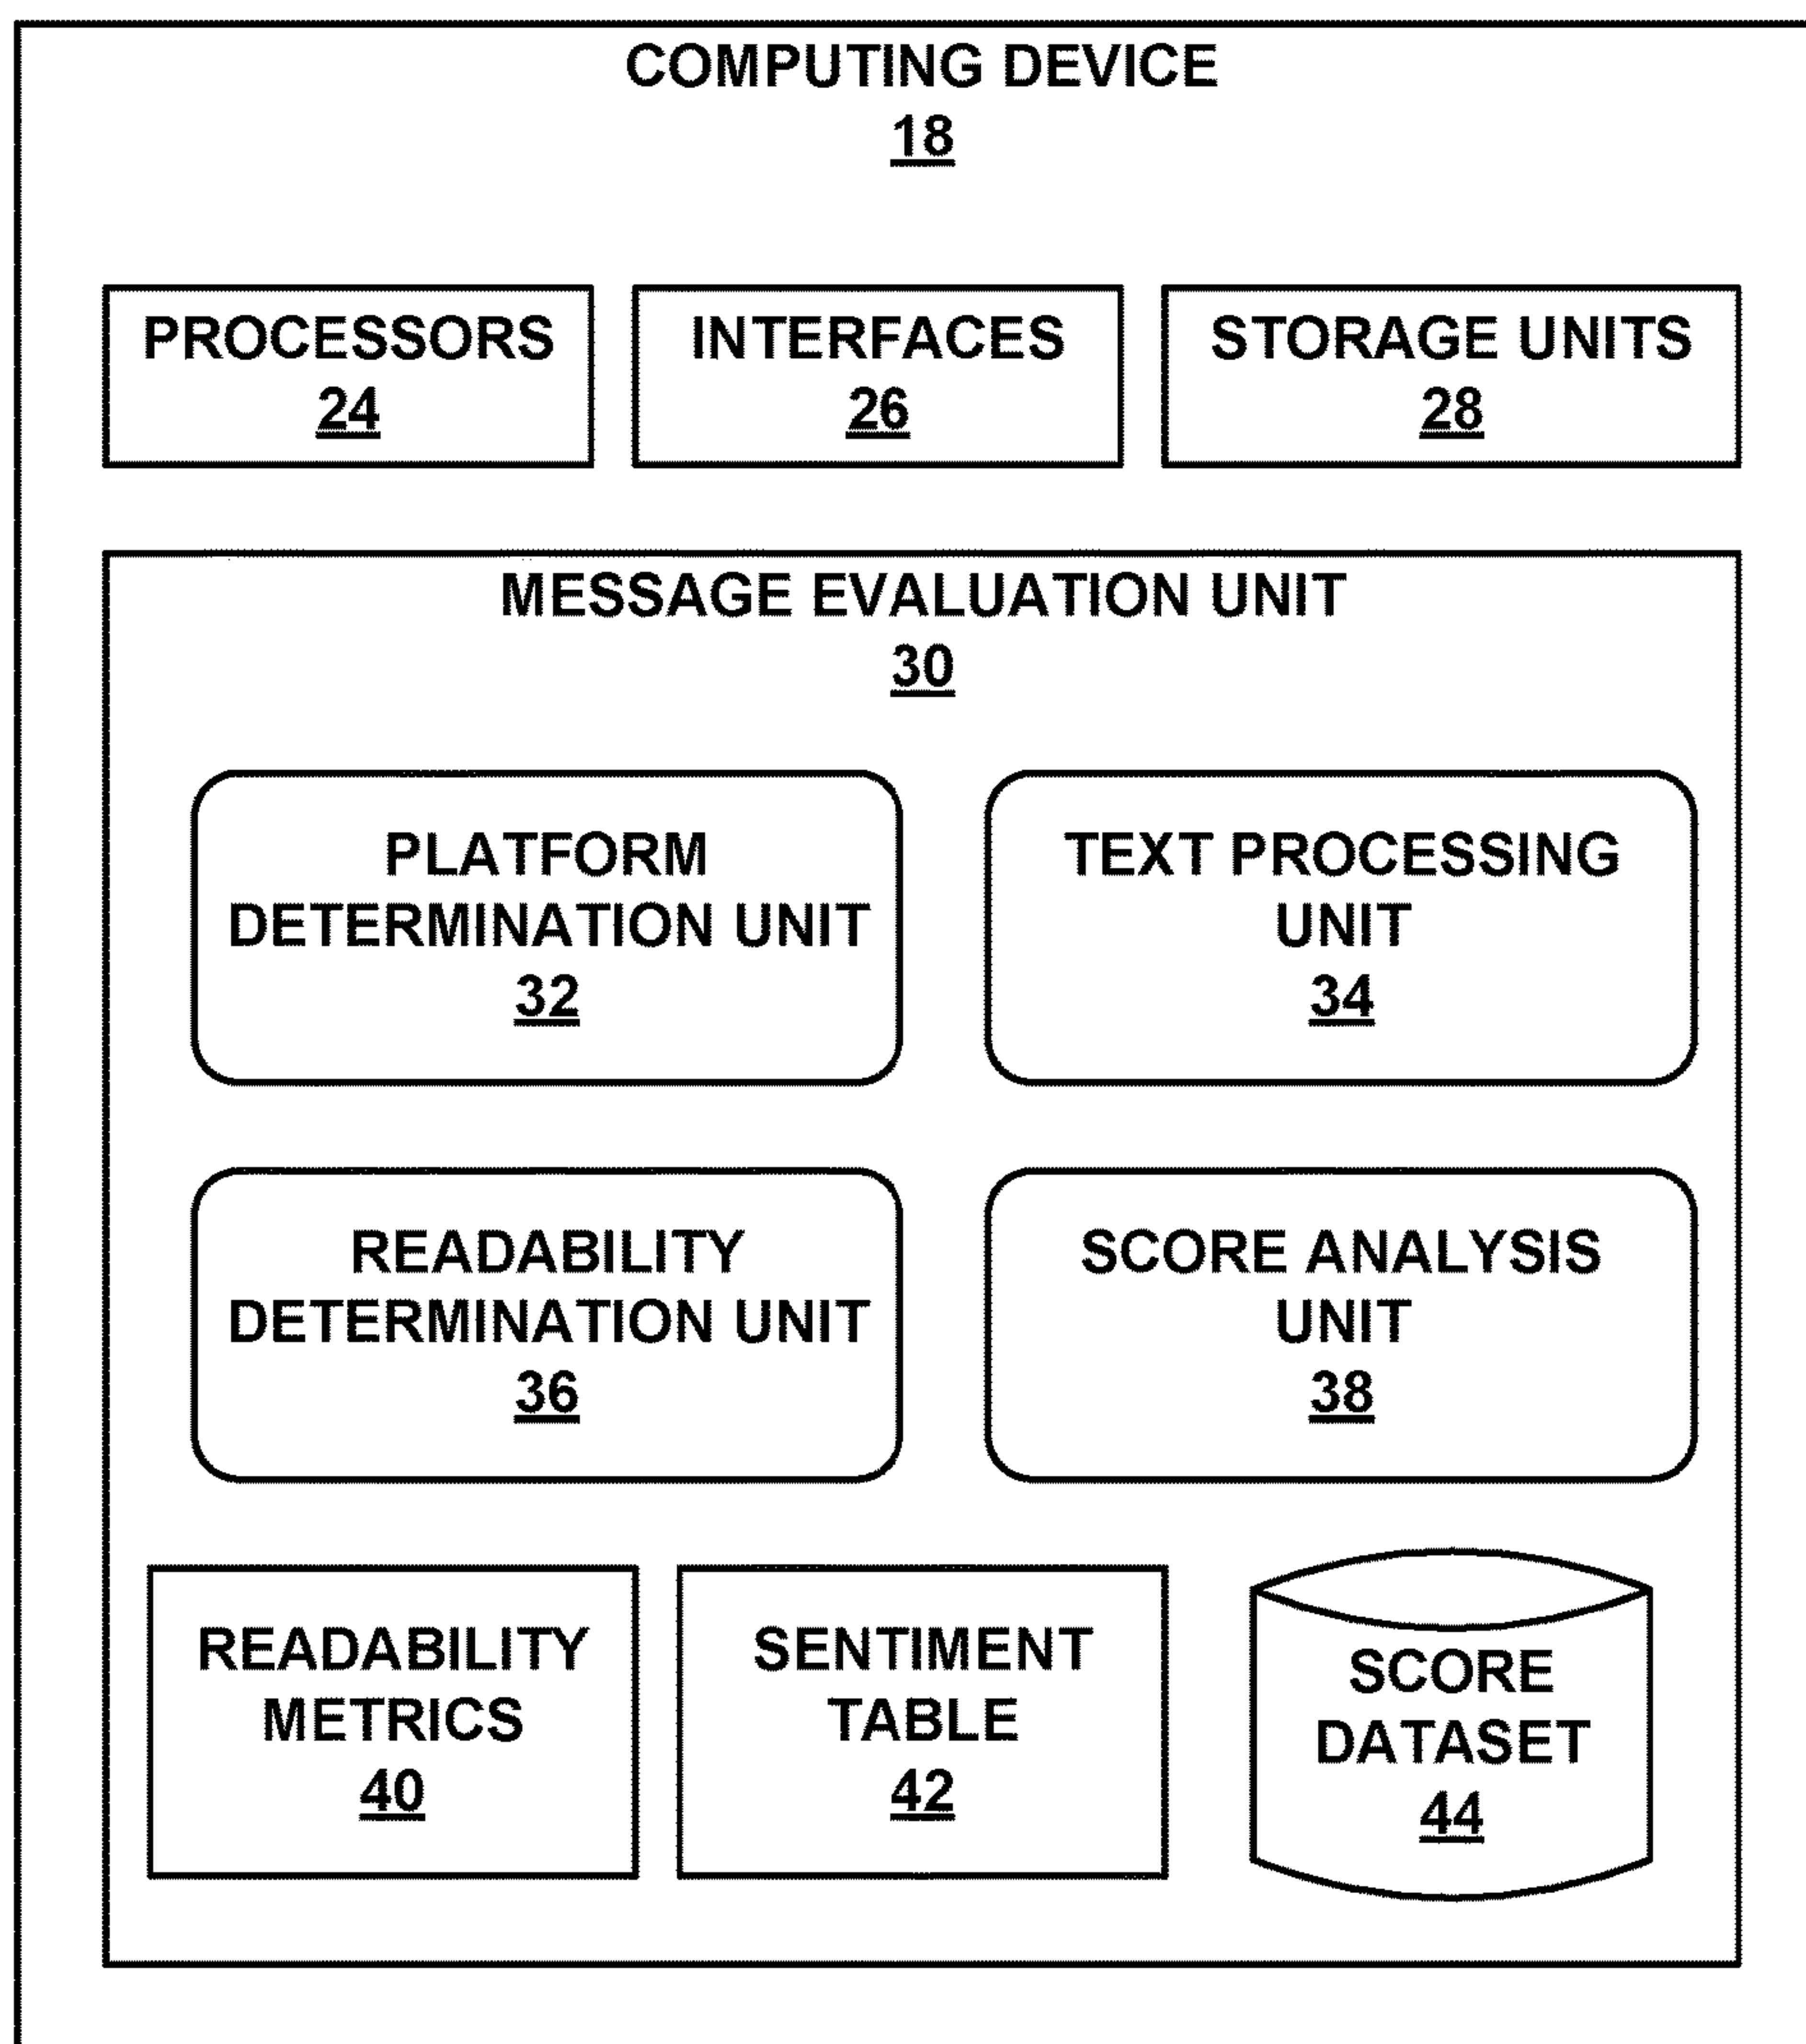 COMPUTING DEVICE
18
PROCESSORS
24
INTERFACES
26
STORAGE UNITS
28
MESSAGE EVALUATION UNIT
30
PLATFORM
DETERMINATION UNIT
32
TEXT PROCESSING
UNIT
34
READABILITY
DETERMINATION UNIT
36
SCORE ANALYSIS
UNIT
38
READABILITY
METRICS
40
SENTIMENT
TABLE
42
SCORE
DATASET
44